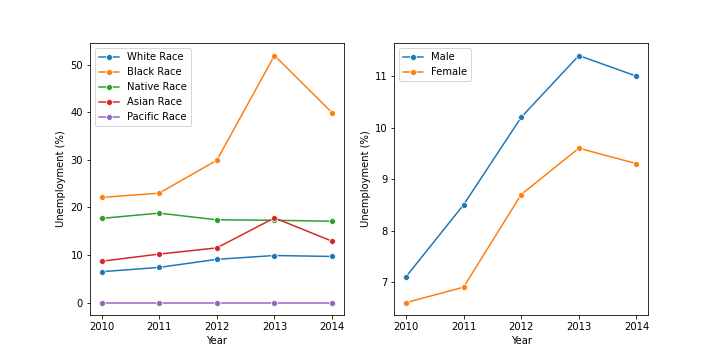 White Race
Black Race
Native Race
Asian Race
Pacific Race
50
40
30
20
10
0
Unemployment (%)
2010 2011 2012 2013 2014
Year
Male
Female
11
10
9
8
7
Unemployment (%)
2010 2011 2012 2013 2014
Year